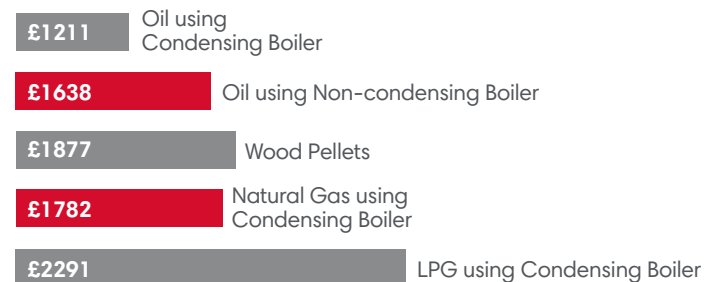 £1211
Oil using
Condensing Boiler
£1638
Oil using Non-condensing Boiler
£1877
Wood Pellets
£1782
Natural Gas using
Condensing Boiler
£2291
LPG using Condensing Boiler